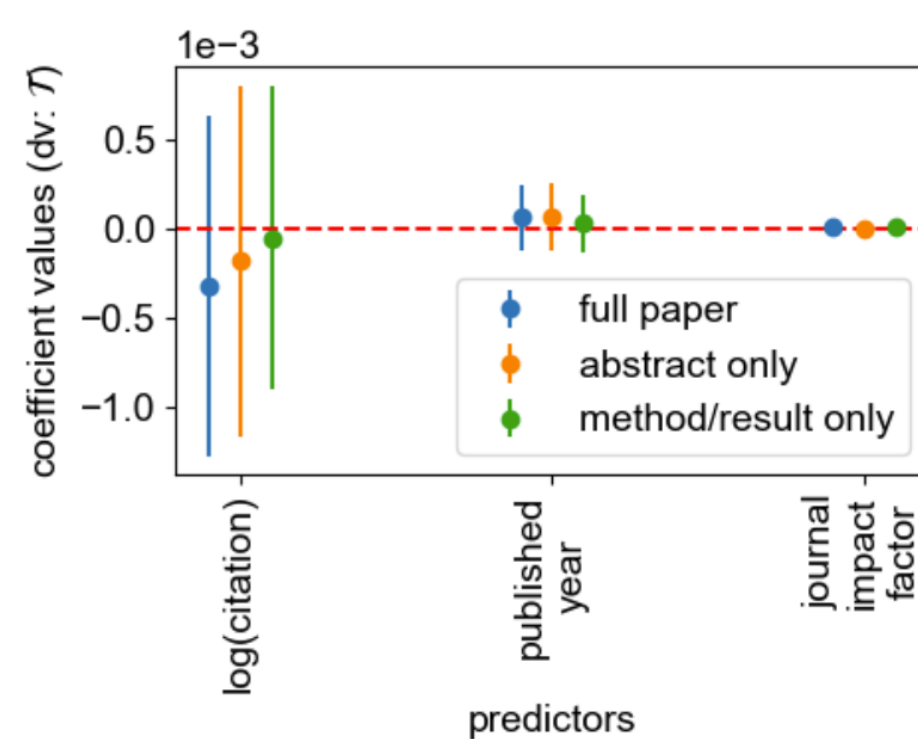 1e−3
coefficient values (dv: 𝒯)
0.5
0.0
−0.5
−1.0
full paper
abstract only
method/result only
log(citation)
published
year
journal
impact
factor
predictors